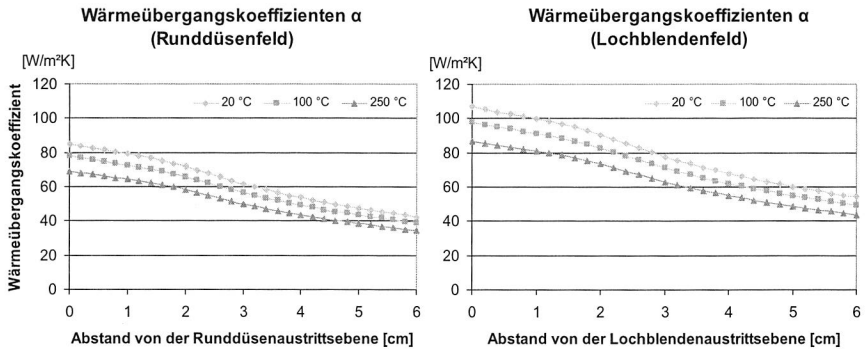 Wärmeübergangskoeffizienten α
(Runddüsenfeld)
[W/m²K]
120
100
80
60
40
20
0
20 °C
100 °C
250 °C
0 1 2 3 4 5 6
Wärmeübergangskoeffizient
Abstand von der Runddüsenaustrittsebene [cm]
Wärmeübergangskoeffizienten α
(Lochblendenfeld)
[W/m²K]
120
100
80
60
40
20
0
20 °C
100 °C
250 °C
0 1 2 3 4 5 6
Abstand von der Lochblendenaustrittsebene [cm]